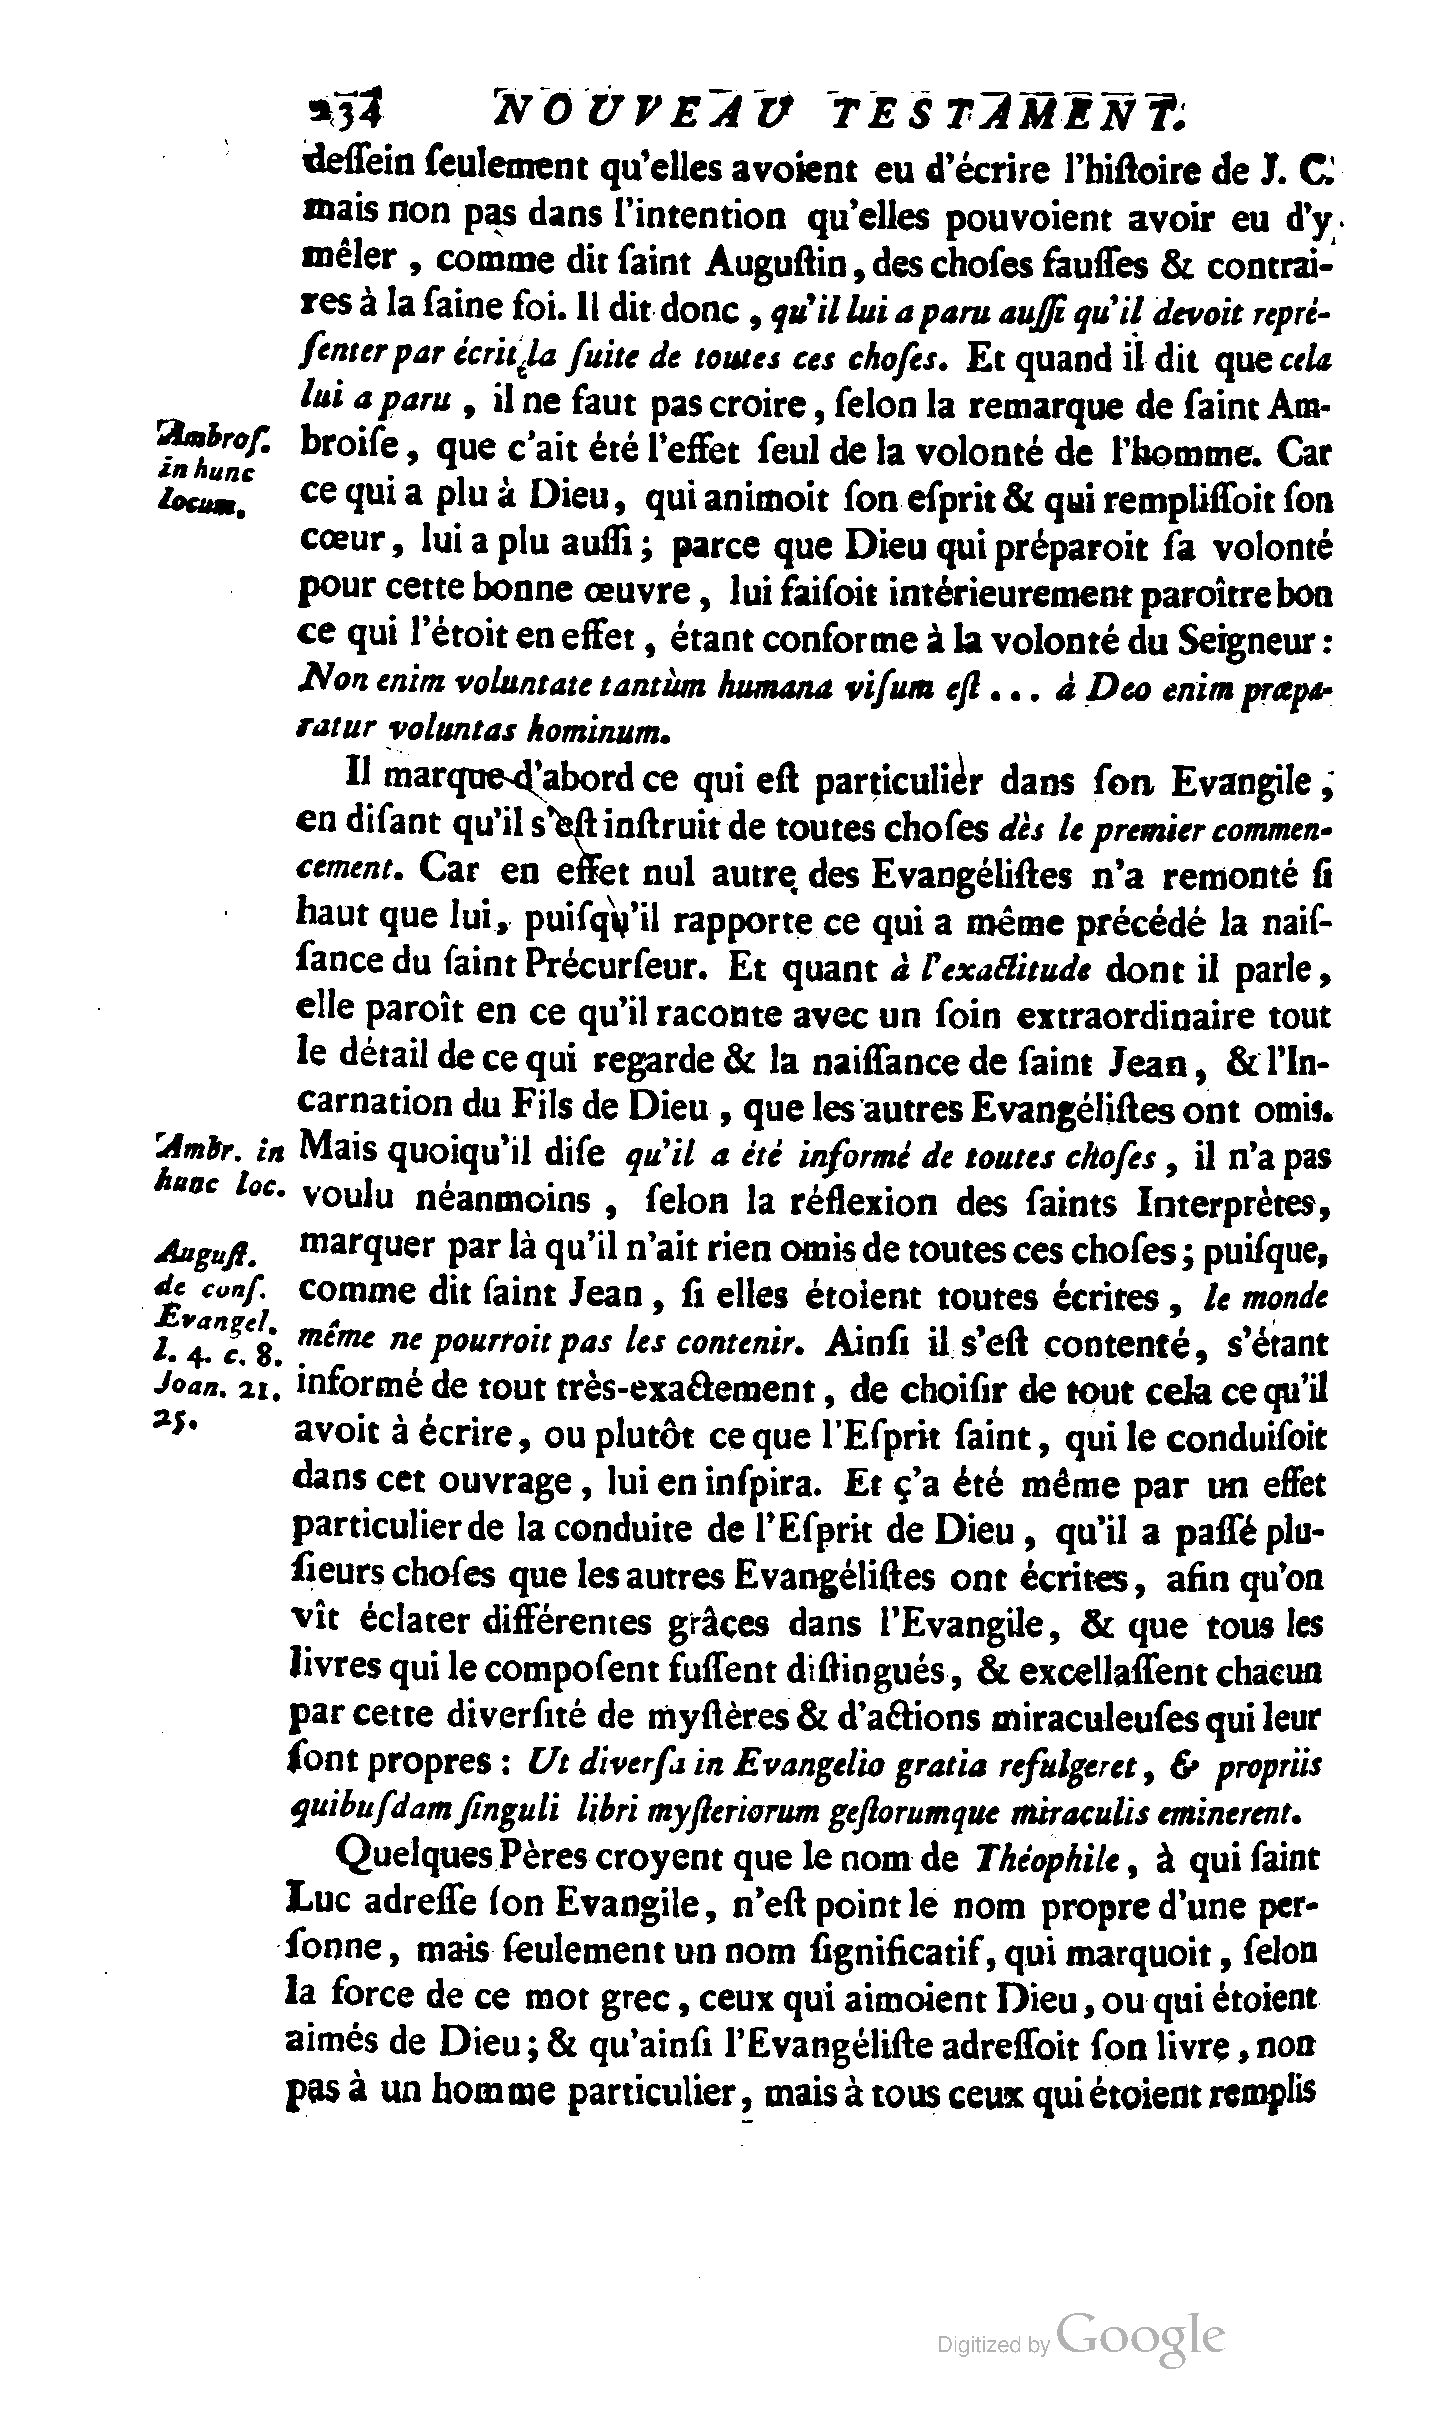 234 NOUVEAU TESTAMENT.
deſſein ſeulement qu'elles avoient eu d'écrire l'hiſtoire de J. C.
mais non pas dans l'intention qu'elles pouvoient avoir eu d'y
mêler, comme dit ſaint Auguſtin, des choſes fauſſes & contrai-
res à la ſaine foi. Il dit donc, qu'il lui a paru auſſi qu'il devoit repré-
ſenter par écrit la ſuite de toutes ces choſes. Et quand il dit que cela
lui a paru, il ne faut pas croire, ſelon la remarque de ſaint Am-
Ambroſ.
in hunc
locum.
broiſe, que c'ait été l'effet ſeul de la volonté de l'homme. Car
ce qui a plu à Dieu, qui animoit ſon eſprit & qui rempliſſoit ſon
cœur, lui a plu auſſi; parce que Dieu qui préparoit ſa volonté
pour cette bonne œuvre, lui faiſoit intérieurement paroître bon
ce qui l'étoit en effet, étant conforme à la volonté du Seigneur:
Non enim voluntate tantùm humana viſum eſt... à Deo enim præpa-
ratur voluntas hominum.
Il marque d'abord ce qui eſt particulier dans ſon Evangile,
en diſant qu'il s'eſt inſtruit de toutes choſes dès le premier commen-
cement. Car en effet nul autre des Evangéliſtes n'a remonté ſi
haut que lui, puiſqu'il rapporte ce qui a même précédé la naiſ-
ſance du ſaint Précurſeur. Et quant à l'exactitude dont il parle,
elle paroît en ce qu'il raconte avec un ſoin extraordinaire tout
le détail de ce qui regarde & la naiſſance de ſaint Jean, & l'In-
carnation du Fils de Dieu, que les autres Evangéliſtes ont omis.
Ambr. in
hunc loc.
Mais quoiqu'il diſe qu'il a été informé de toutes choſes, il n'a pas
voulu néanmoins, ſelon la réflexion des ſaints Interprètes,
Auguſt.
de conſ.
Evangel.
l. 4. c. 8.
Joan. 21.
25.
marquer par là qu'il n'ait rien omis de toutes ces choſes; puiſque,
comme dit ſaint Jean, ſi elles étoient toutes écrites, le monde
même ne pourroit pas les contenir. Ainſi il s'eſt contenté, s'étant
informé de tout très-exactement, de choiſir de tout cela ce qu'il
avoit à écrire, ou plutôt ce que l'Eſprit ſaint, qui le conduiſoit
dans cet ouvrage, lui en inſpira. Et ç'a été même par un effet
particulier de la conduite de l'Eſprit de Dieu, qu'il a paſſé plu-
ſieurs choſes que les autres Evangéliſtes ont écrites, afin qu'on
vît éclater différentes grâces dans l'Evangile, & que tous les
livres qui le compoſent fuſſent diſtingués, & excellaſſent chacun
par cette diverſité de myſtères & d'actions miraculeuſes qui leur
ſont propres: Ut diverſa in Evangelio gratia refulgeret, & propriis
quibuſdam ſinguli libri myſteriorum geſtorumque miraculis eminerent.
Quelques Pères croyent que le nom de Théophile, à qui ſaint
Luc adreſſe ſon Evangile, n'eſt point le nom propre d'une per-
ſonne, mais ſeulement un nom ſignificatif, qui marquoit, ſelon
la force de ce mot grec, ceux qui aimoient Dieu, ou qui étoient
aimés de Dieu; & qu'ainſi l'Evangéliſte adreſſoit ſon livre, non
pas à un homme particulier, mais à tous ceux qui étoient remplis
Digitized by Google